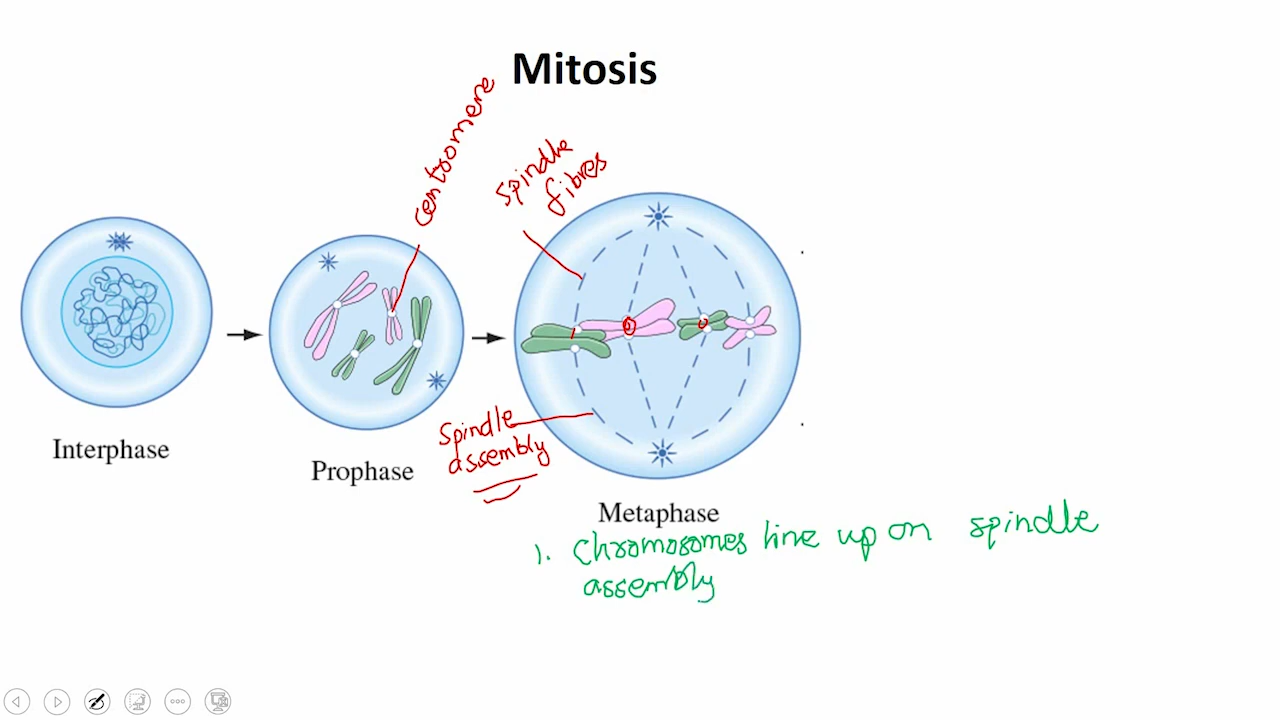 Mitosis
centromere
spindle
fibres
Interphase
Prophase
spindle
assembly
Metaphase
1. Chromosomes line up on spindle
assembly